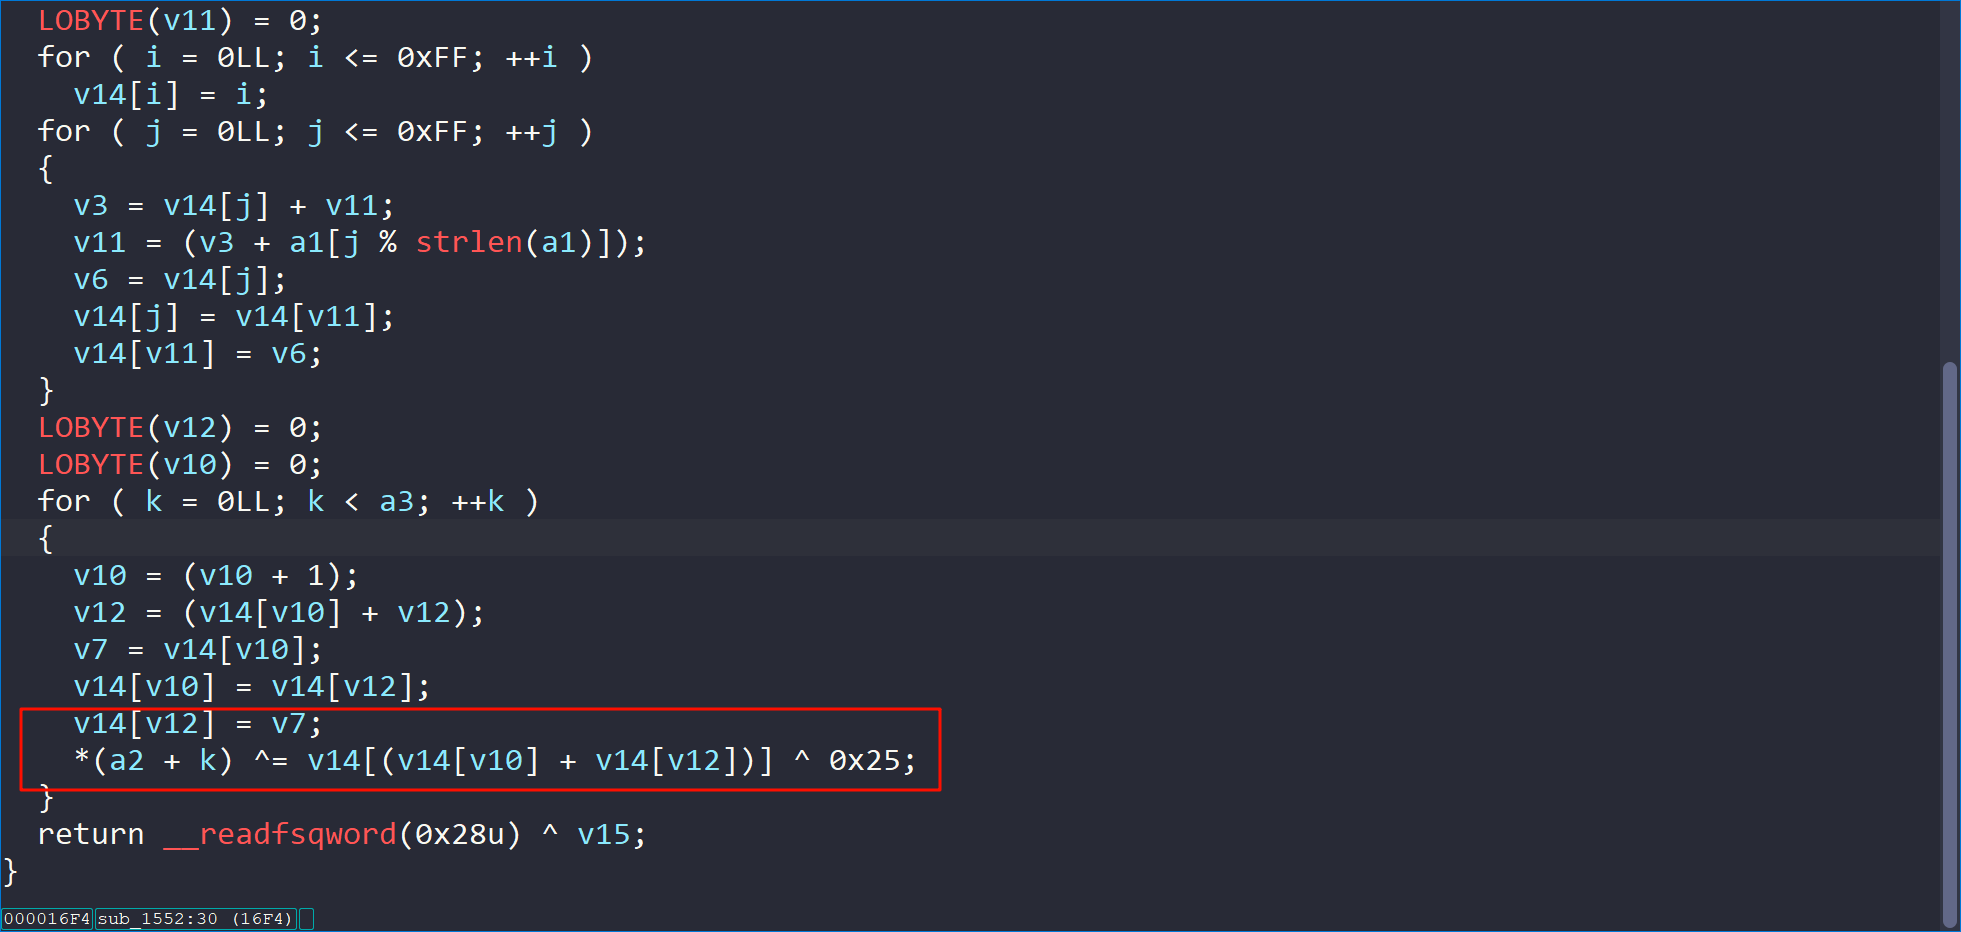 LOBYTE(v11) = 0;
for ( i = 0LL; i <= 0xFF; ++i )
v14[i] = i;
for ( j = 0LL; j <= 0xFF; ++j )
{
v3 = v14[j] + v11;
v11 = (v3 + a1[j % strlen(a1)]);
v6 = v14[j];
v14[j] = v14[v11];
v14[v11] = v6;
}
LOBYTE(v12) = 0;
LOBYTE(v10) = 0;
for ( k = 0LL; k < a3; ++k )
{
v10 = (v10 + 1);
v12 = (v14[v10] + v12);
v7 = v14[v10];
v14[v10] = v14[v12];
v14[v12] = v7;
*(a2 + k) ^= v14[(v14[v10] + v14[v12])] ^ 0x25;
}
return __readfsqword(0x28u) ^ v15;
}
000016F4 sub_1552:30 (16F4)